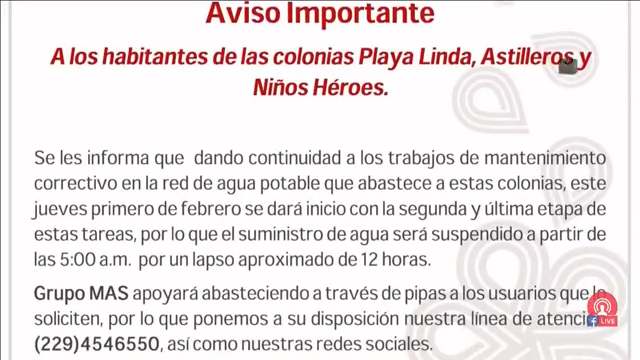 Aviso Importante
A los habitantes de las colonias Playa Linda, Astilleros y
Niños Héroes.
Se les informa que dando continuidad a los trabajos de mantenimiento
correctivo en la red de agua potable que abastece a estas colonias, este
jueves primero de febrero se dará inicio con la segunda y última etapa de
estas tareas, por lo que el suministro de agua será suspendido a partir de
las 5:00 a.m. por un lapso aproximado de 12 horas.
Grupo MAS apoyará abasteciendo a través de pipas a los usuarios que lo
soliciten, por lo que ponemos a su disposición nuestra línea de atención
(229)4546550, así como nuestras redes sociales.
f LIVE